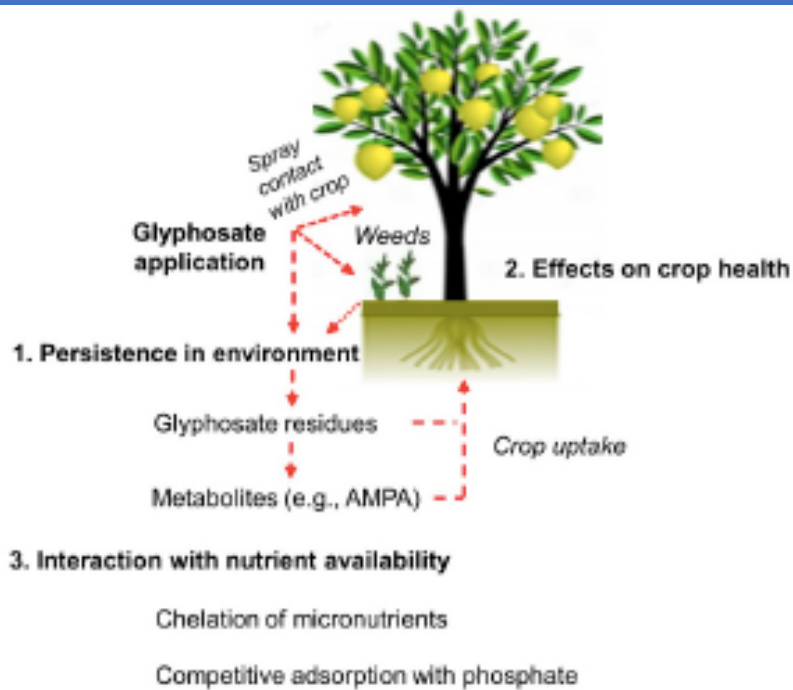 Spray
contact
with crop
Glyphosate
application
Weeds
2. Effects on crop health
1. Persistence in environment
Glyphosate residues
Crop uptake
Metabolites (e.g., AMPA)
3. Interaction with nutrient availability
Chelation of micronutrients
Competitive adsorption with phosphate